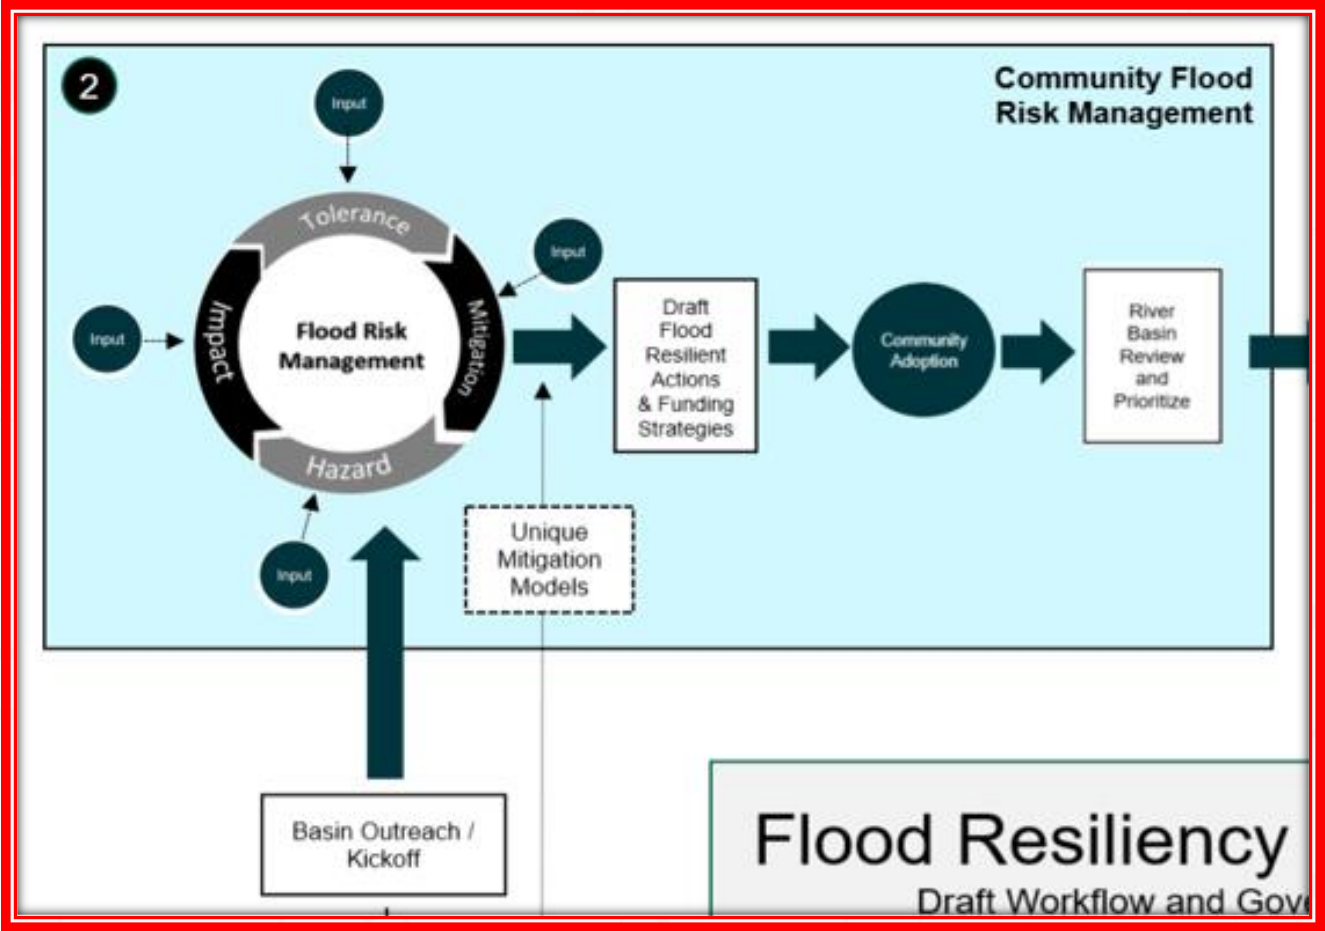 2
Community Flood
Risk Management
Input
Tolerance
Input
Mitigation
Input
Impact
Flood Risk
Management
Hazard
Input
Draft
Flood
Resilient
Actions
& Funding
Strategies
Community
Adoption
River
Basin
Review
and
Prioritize
Unique
Mitigation
Models
Basin Outreach /
Kickoff
Flood Resiliency
Draft Workflow and